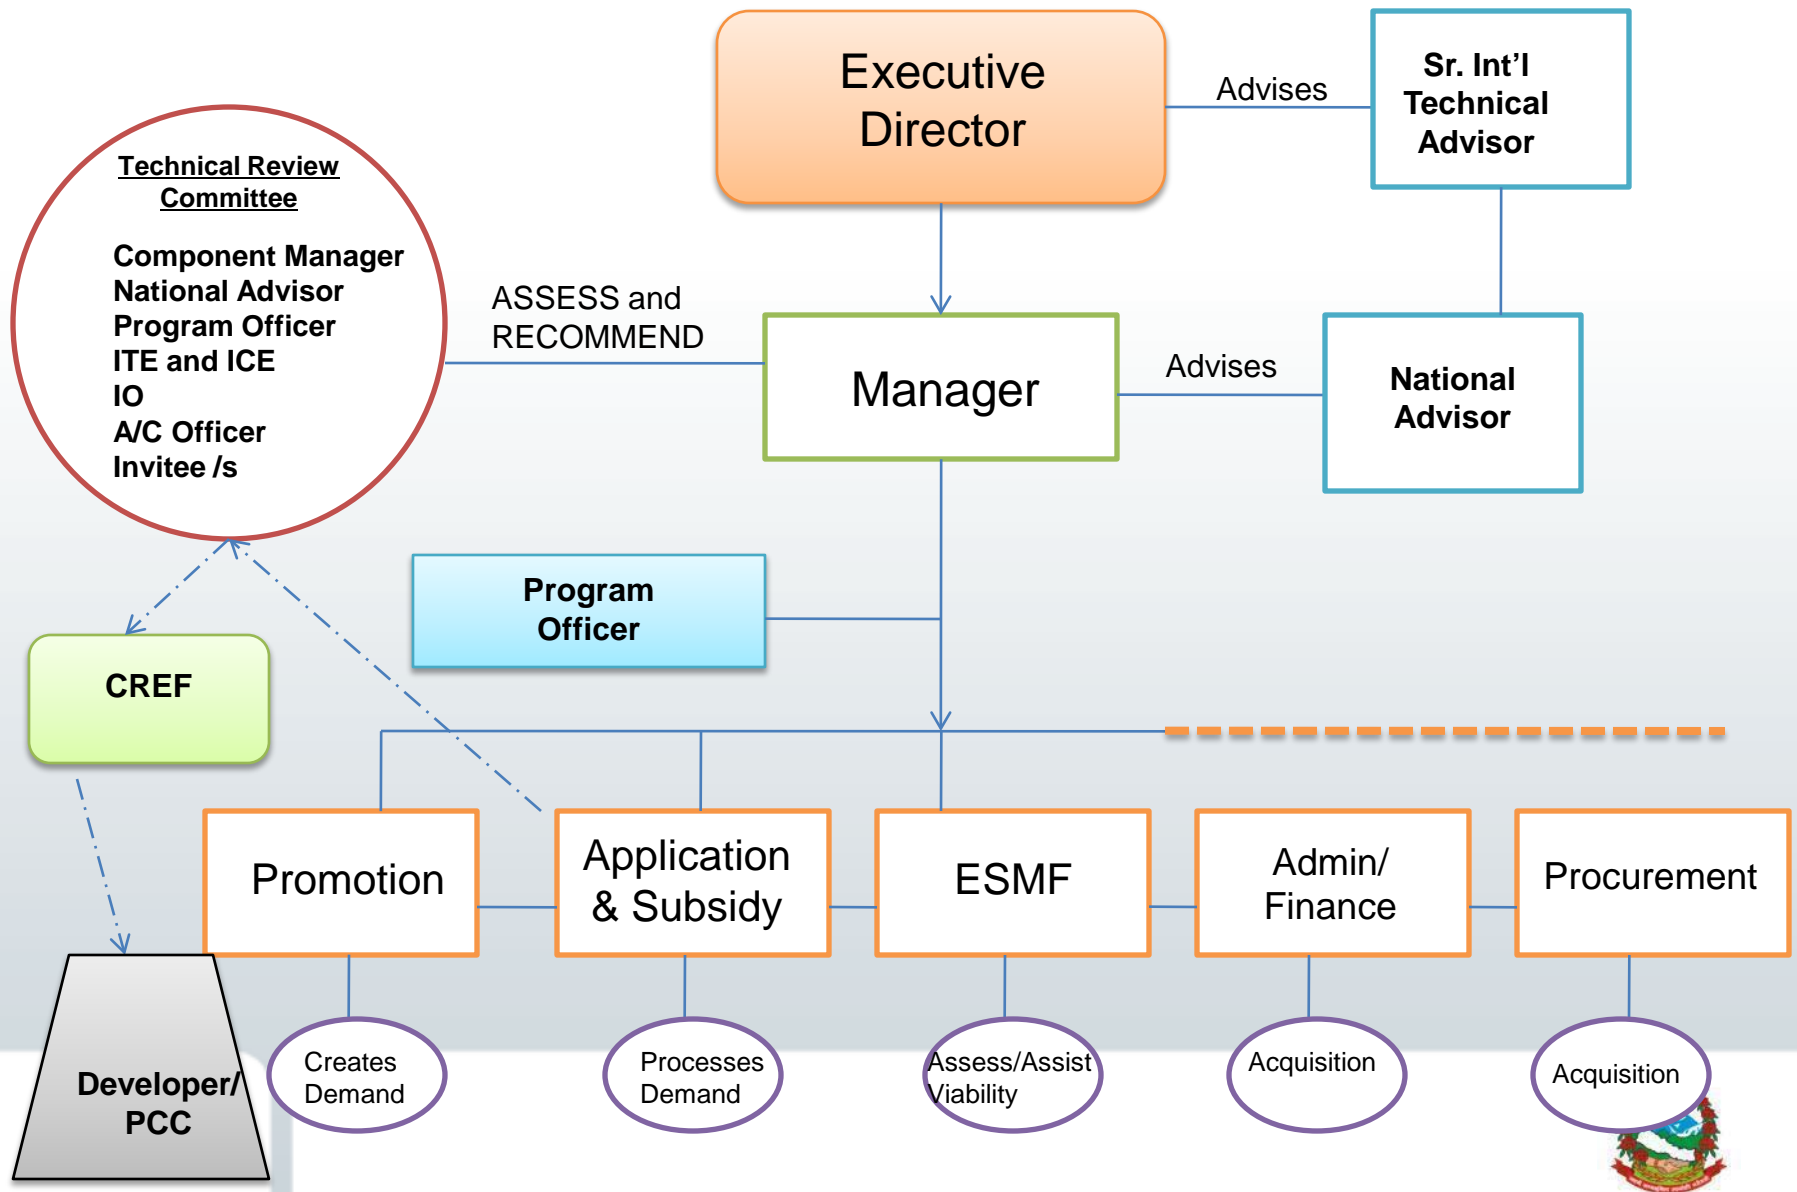 Executive
Director
Advises
Sr. Int’l
Technical
Advisor
Technical Review
Committee
Component Manager
National Advisor
Program Officer
ITE and ICE
IO
A/C Officer
Invitee /s
ASSESS and
RECOMMEND
Manager
Advises
National
Advisor
Program
Officer
CREF
Promotion
Application
& Subsidy
ESMF
Admin/
Finance
Procurement
Developer/
PCC
Creates
Demand
Processes
Demand
Assess/Assist
Viability
Acquisition
Acquisition